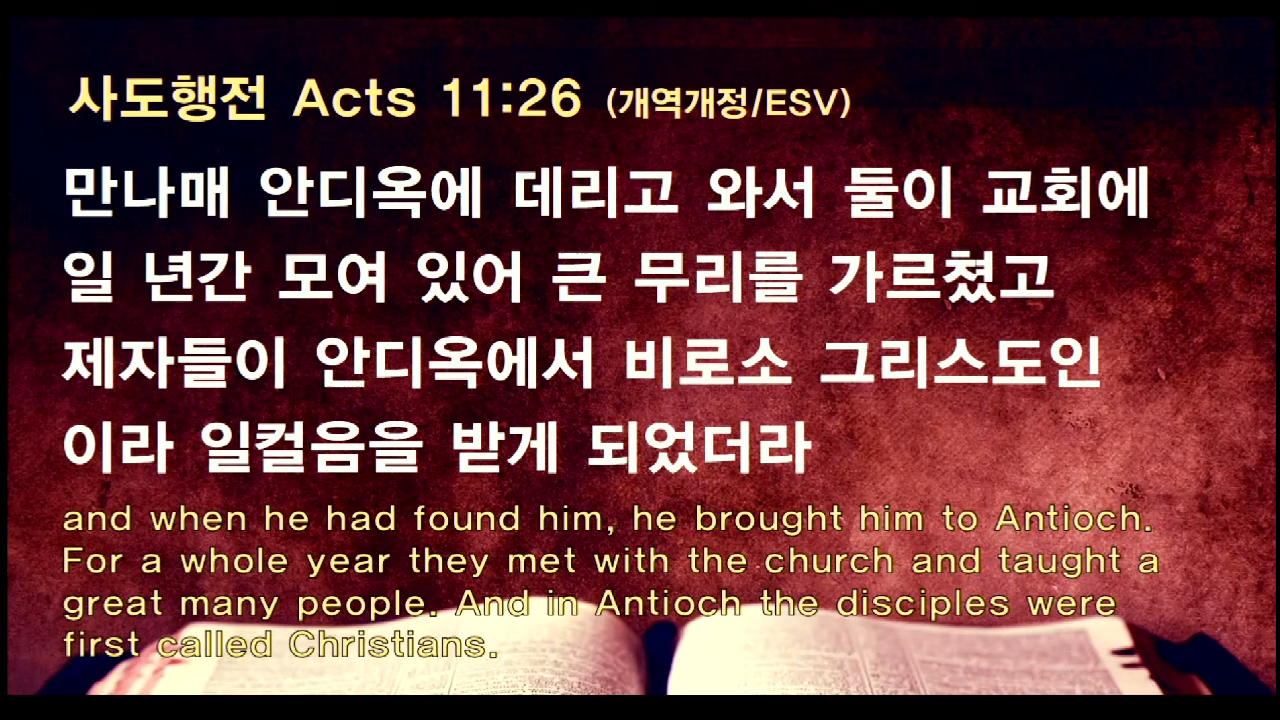 사도행전 Acts 11:26 (개역개정/ESV)
만나매 안디옥에 데리고 와서 둘이 교회에
일 년간 모여 있어 큰 무리를 가르쳤고
제자들이 안디옥에서 비로소 그리스도인
이라 일컬음을 받게 되었더라
and when he had found him, he brought him to Antioch.
For a whole year they met with the church and taught a
great many people. And in Antioch the disciples were
first called Christians.